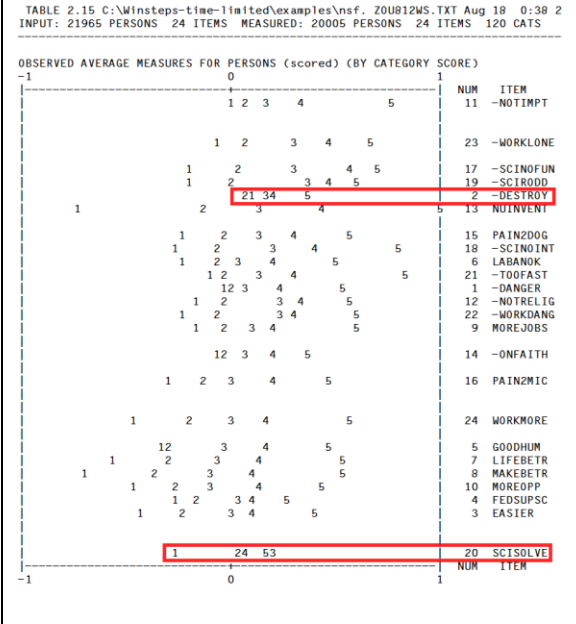 TABLE 2.15 C:\Winsteps-time-limited\examples\nsf. ZOU812WS.TXT Aug 18 0:38 2
INPUT: 21965 PERSONS 24 ITEMS MEASURED: 20005 PERSONS 24 ITEMS 120 CATS
OBSERVED AVERAGE MEASURES FOR PERSONS (scored) (BY CATEGORY SCORE)
-1 0 1
NUM ITEM
1 2 3 4 5 11 -NOTIMPT
1 2 3 4 5 23 -WORKLONE
1 2 3 4 5 17 -SCINOFUN
1 2 3 4 5 19 -SCIRODD
21 34 5 2 -DESTROY
1 2 3 4 5 13 NUINVENT
1 2 3 4 5 15 PAIN2DOG
1 2 3 4 5 18 -SCINOINT
1 2 3 4 5 6 LABANOK
1 2 3 4 5 21 -TOOFAST
12 3 4 5 1 -DANGER
1 2 3 4 5 12 -NOTRELIG
1 2 3 4 5 22 -WORKDANG
1 2 3 4 5 9 MOREJOBS
12 3 4 5 14 -ONFAITH
1 2 3 4 5 16 PAIN2MIC
1 2 3 4 5 24 WORKMORE
12 3 4 5 5 GOODHUM
1 2 3 4 5 7 LIFEBETR
1 2 3 4 5 8 MAKEBETR
1 2 3 4 5 10 MOREOPP
1 2 3 4 5 4 FEDSUPSC
1 2 3 4 5 3 EASIER
1 24 53 20 SCISOLVE
NUM ITEM
-1 0 1